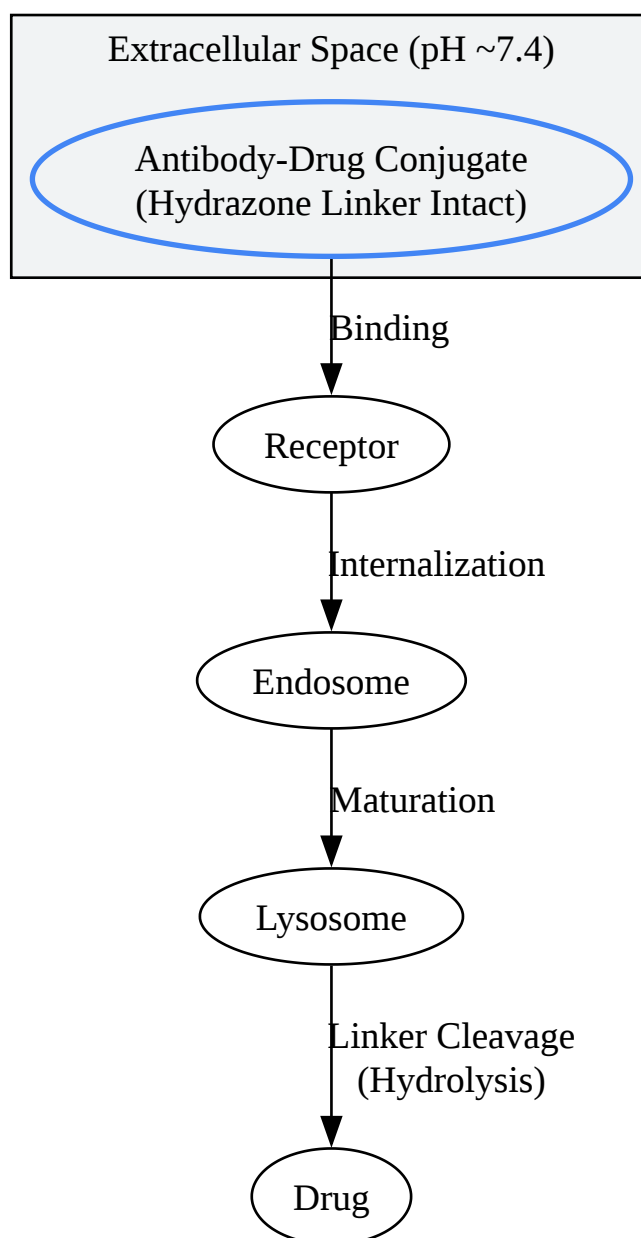 Extracellular Space (pH ~7.4)
Antibody-Drug Conjugate
(Hydrazone Linker Intact)
Binding
Receptor
Internalization
Endosome
Maturation
Lysosome
Linker Cleavage
(Hydrolysis)
Drug